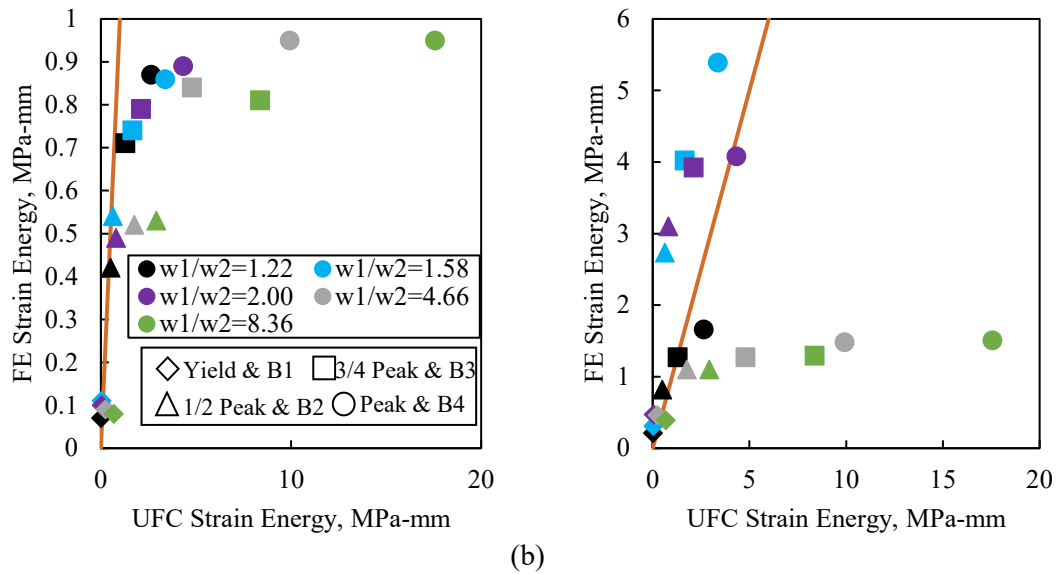 FE Strain Energy, MPa-mm
1
0.9
0.8
0.7
0.6
0.5
0.4
0.3
0.2
0.1
0
w1/w2=1.22
w1/w2=1.58
w1/w2=2.00
w1/w2=4.66
w1/w2=8.36
Yield & B1
3/4 Peak & B3
1/2 Peak & B2
Peak & B4
0
10
20
UFC Strain Energy, MPa-mm
FE Strain Energy, MPa-mm
6
5
4
3
2
1
0
0
5
10
15
20
UFC Strain Energy, MPa-mm
(b)